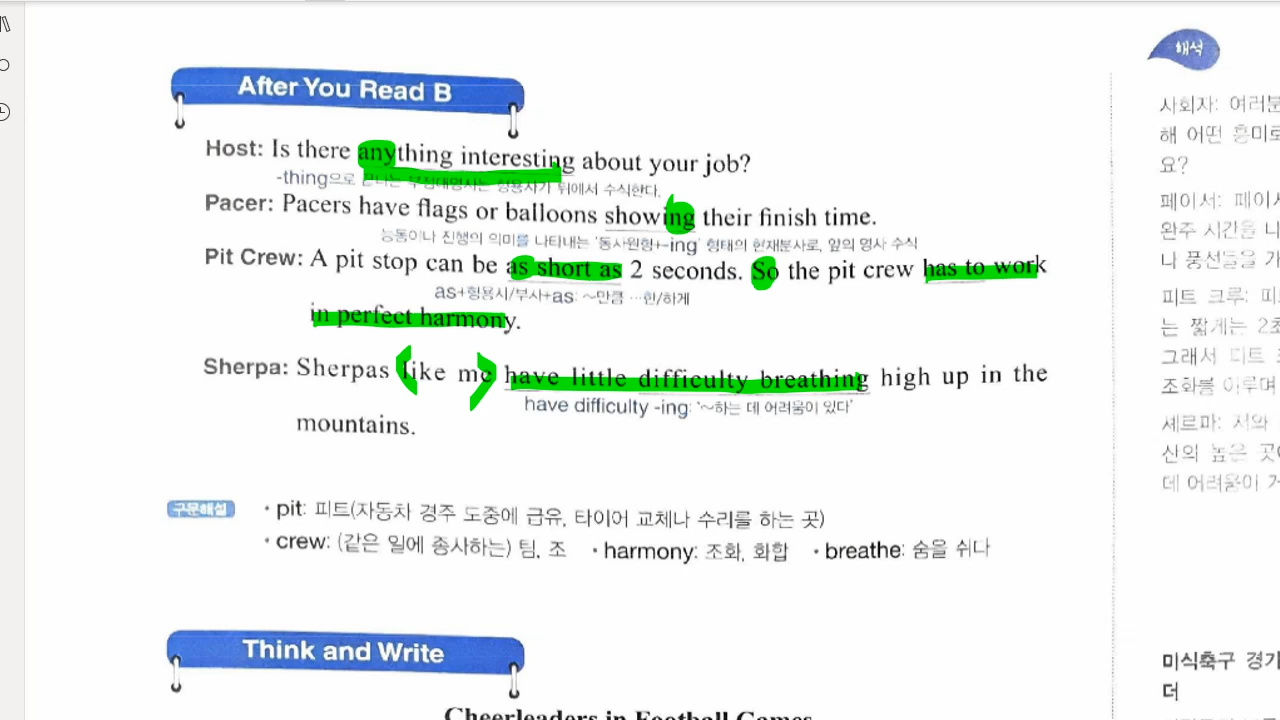 해석
After You Read B
Host: Is there anything interesting about your job?
-thing으로 끝나는 부정대명사는 형용사가 뒤에서 수식한다.
Pacer: Pacers have flags or balloons showing their finish time.
능동이나 진행의 의미를 나타내는 '동사원형+-ing' 형태의 현재분사로, 앞의 명사 수식
Pit Crew: A pit stop can be as short as 2 seconds. So the pit crew has to work
as+형용사/부사+as: ~만큼 …한/하게
in perfect harmony.
Sherpa: Sherpas like me have little difficulty breathing high up in the
have difficulty -ing: '~하는 데 어려움이 있다'
mountains.
구문해설
• pit: 피트(자동차 경주 도중에 급유, 타이어 교체나 수리를 하는 곳)
• crew: (같은 일에 종사하는) 팀, 조 • harmony: 조화, 화합 • breathe: 숨을 쉬다
Think and Write
Cheerleaders in Football Games
사회자: 여러분
해 어떤 흥미로
요?
페이서: 페이서
완주 시간을 나
나 풍선들을 가
피트 크루: 피
는 짧게는 2초
그래서 피트
조화를 이루며
셰르파: 저와
산의 높은 곳
데 어려움이 거
미식축구 경기
더